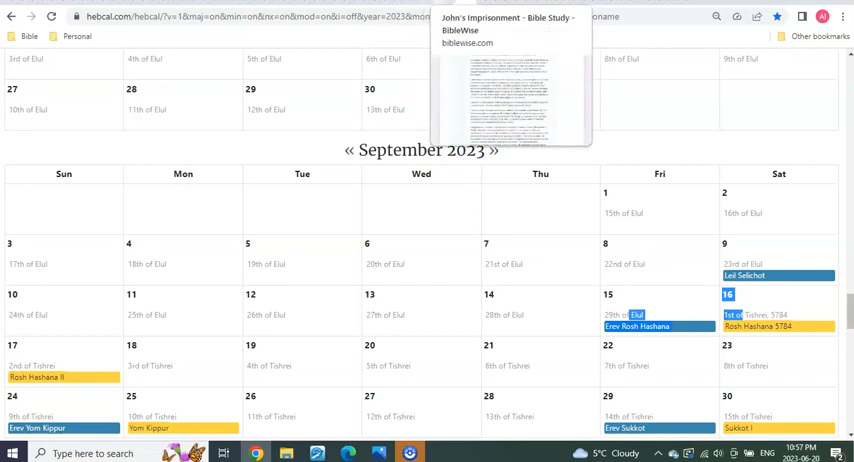 John's Imprisonment - Bible Study -
BibleWise
biblewise.com
hebcal.com/hebcal/?v=1&maj=on&min=on&nx=on&mod=on&i=off&year=2023&mon
oname
AI
Bible
Personal
Other bookmarks
3rd of Elul 4th of Elul 5th of Elul 6th of Elul 8th of Elul 9th of Elul
27 28 29 30
10th of Elul 11th of Elul 12th of Elul 13th of
« September 2023 »
Sun Mon Tue Wed Thu Fri Sat
1 2
15th of Elul 16th of Elul
3 4 5 6 7 8 9
17th of Elul 18th of Elul 19th of Elul 20th of Elul 21st of Elul 22nd of Elul 23rd of Elul
Leil Selichot
10 11 12 13 14 15 16
24th of Elul 25th of Elul 26th of Elul 27th of Elul 28th of Elul 29th of Elul 1st of Tishrei, 5784
Erev Rosh Hashana Rosh Hashana 5784
17 18 19 20 21 22 23
2nd of Tishrei 3rd of Tishrei 4th of Tishrei 5th of Tishrei 6th of Tishrei 7th of Tishrei 8th of Tishrei
Rosh Hashana II
24 25 26 27 28 29 30
9th of Tishrei 10th of Tishrei 11th of Tishrei 12th of Tishrei 13th of Tishrei 14th of Tishrei 15th of Tishrei
Erev Yom Kippur Yom Kippur Erev Sukkot Sukkot I
Type here to search
5°C Cloudy
ENG
10:57 PM
2023-06-20
2